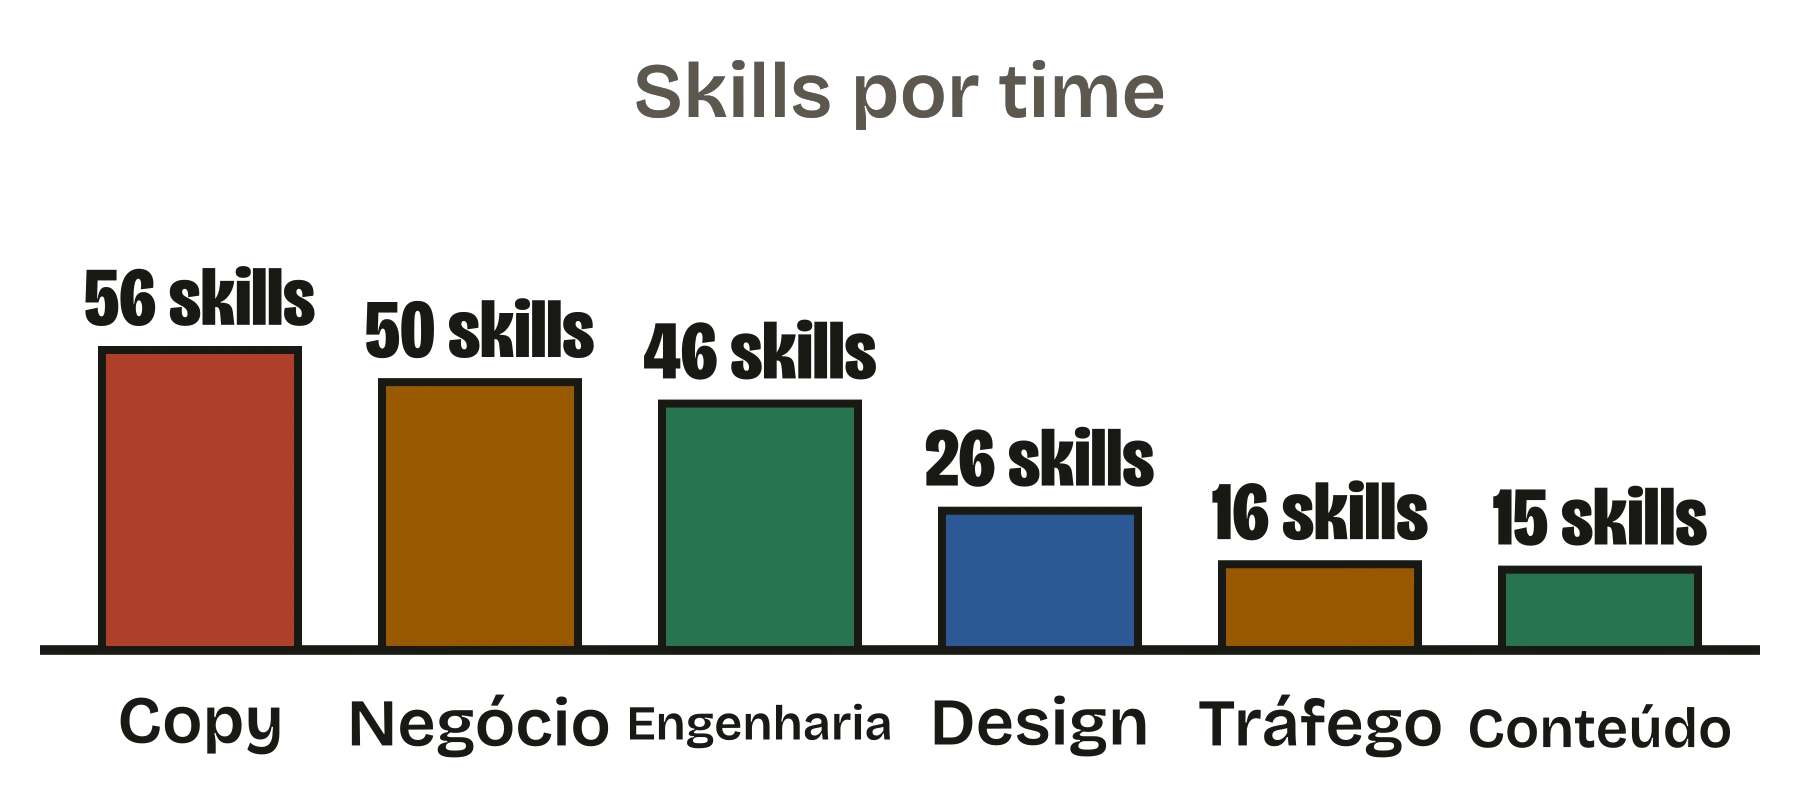 Skills por time
56 skills
50 skills
46 skills
26 skills
16 skills
15 skills
Copy
Negócio
Engenharia
Design
Tráfego
Conteúdo